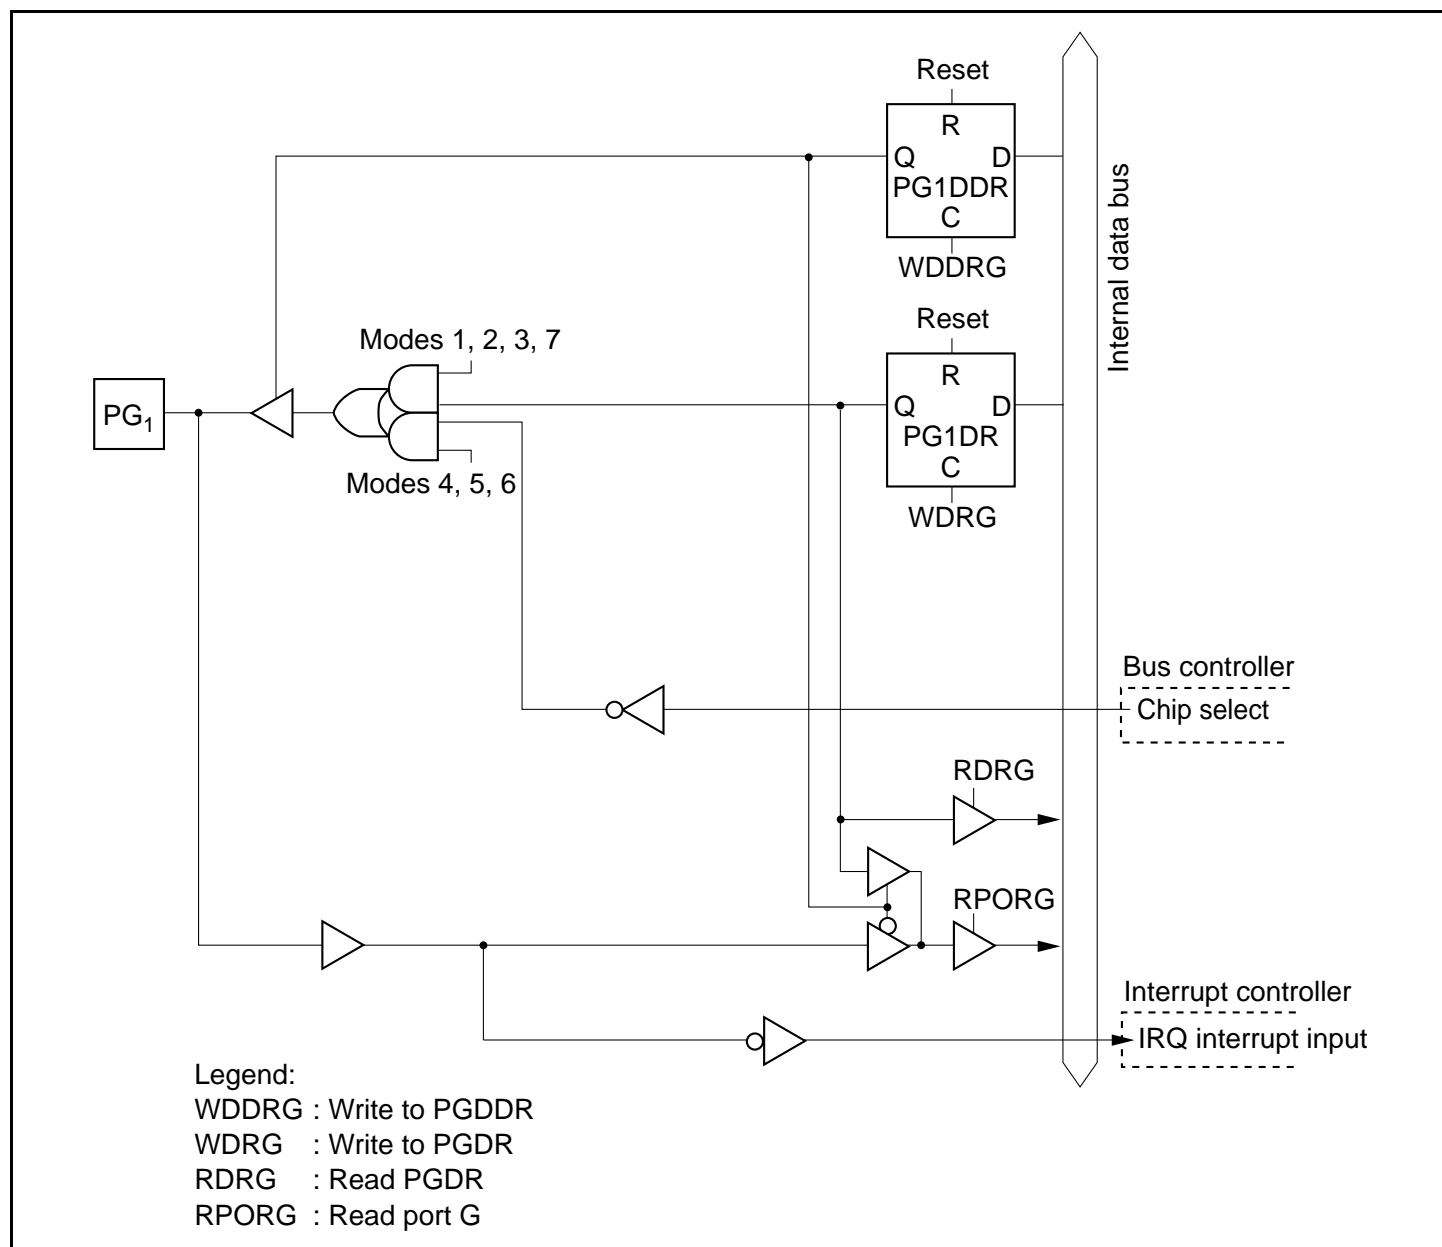 Reset
R
Q D
PG1DDR
C
WDDRG
Internal data bus
Reset
Modes 1, 2, 3, 7
R
Q D
PG1DR
C
WDRG
PG1
Modes 4, 5, 6
Bus controller
Chip select
RDRG
RPORG
Interrupt controller
IRQ interrupt input
Legend:
WDDRG : Write to PGDDR
WDRG : Write to PGDR
RDRG : Read PGDR
RPORG : Read port G